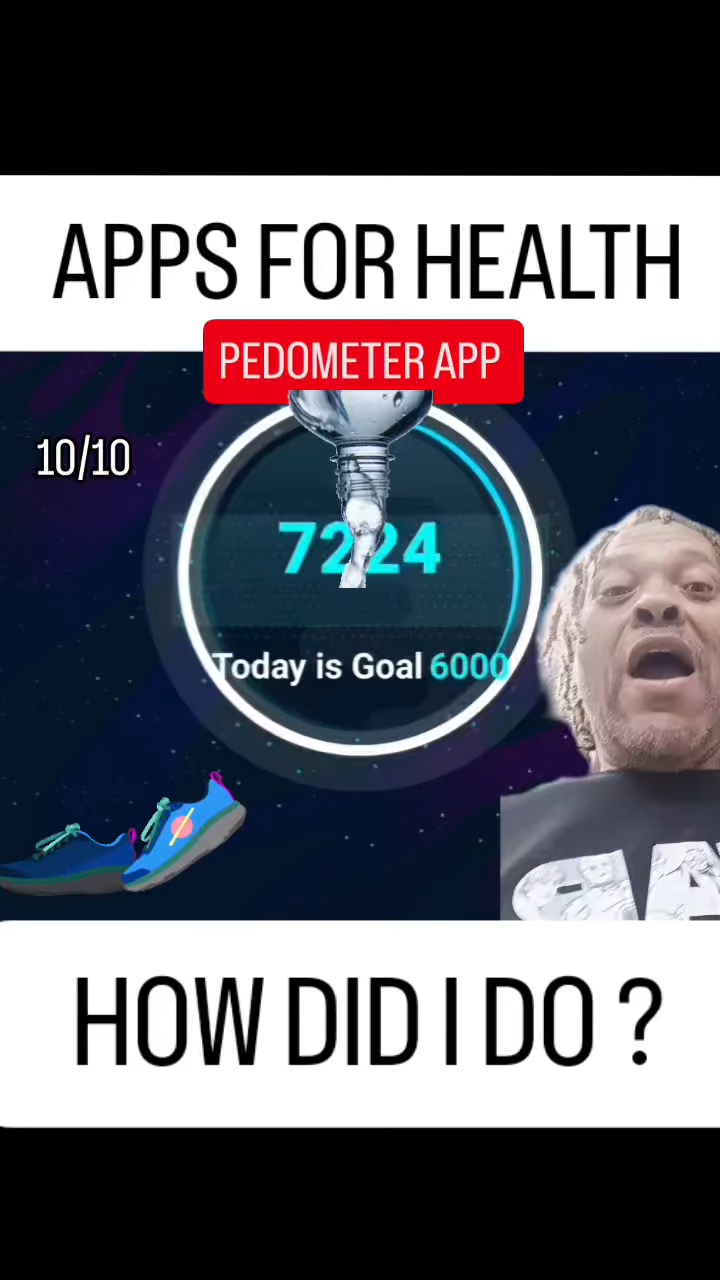 APPS FOR HEALTH
PEDOMETER APP
10/10
7224
Today is Goal 6000
HOW DID I DO ?